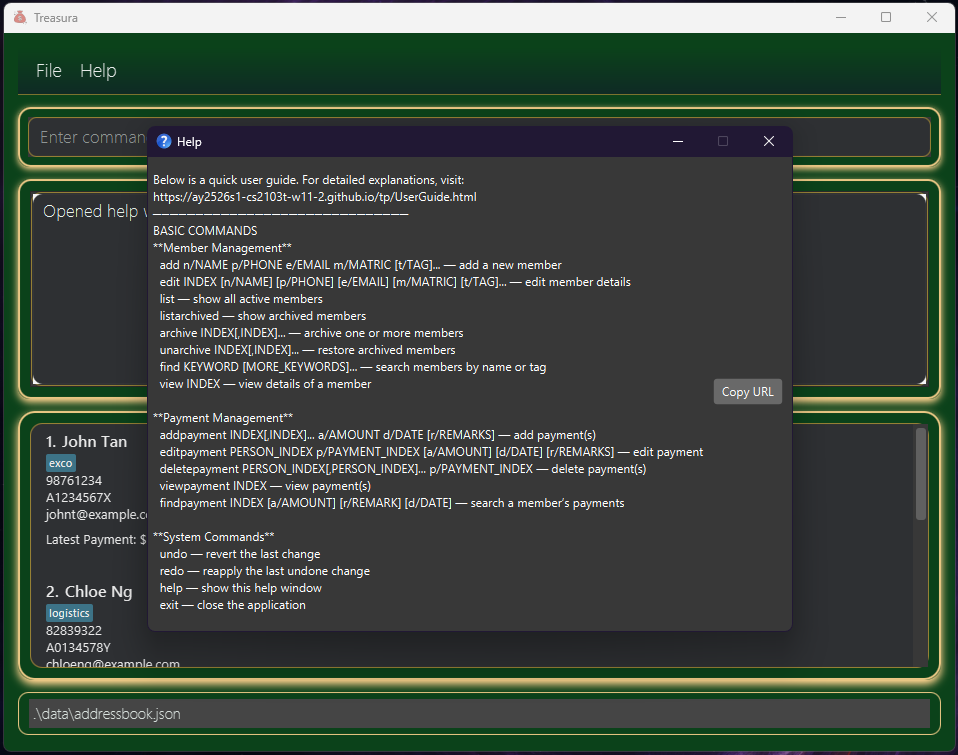 Treasura
File Help
Enter comman
Opened help
Help
Below is a quick user guide. For detailed explanations, visit:
https://ay2526s1-cs2103t-w11-2.github.io/tp/UserGuide.html
——————————————————————————————
BASIC COMMANDS
**Member Management**
add n/NAME p/PHONE e/EMAIL m/MATRIC [t/TAG]... — add a new member
edit INDEX [n/NAME] [p/PHONE] [e/EMAIL] [m/MATRIC] [t/TAG]... — edit member details
list — show all active members
listarchived — show archived members
archive INDEX[,INDEX]... — archive one or more members
unarchive INDEX[,INDEX]... — restore archived members
find KEYWORD [MORE_KEYWORDS]... — search members by name or tag
view INDEX — view details of a member
Copy URL
**Payment Management**
addpayment INDEX[,INDEX]... a/AMOUNT d/DATE [r/REMARKS] — add payment(s)
editpayment PERSON_INDEX p/PAYMENT_INDEX [a/AMOUNT] [d/DATE] [r/REMARKS] — edit payment
deletepayment PERSON_INDEX[,PERSON_INDEX]... p/PAYMENT_INDEX — delete payment(s)
viewpayment INDEX — view payment(s)
findpayment INDEX [a/AMOUNT] [r/REMARK] [d/DATE] — search a member’s payments
**System Commands**
undo — revert the last change
redo — reapply the last undone change
help — show this help window
exit — close the application
1. John Tan
exco
98761234
A1234567X
johnt@example.c
Latest Payment: $
2. Chloe Ng
logistics
82839322
A0134578Y
chloeng@example.com
.\data\addressbook.json